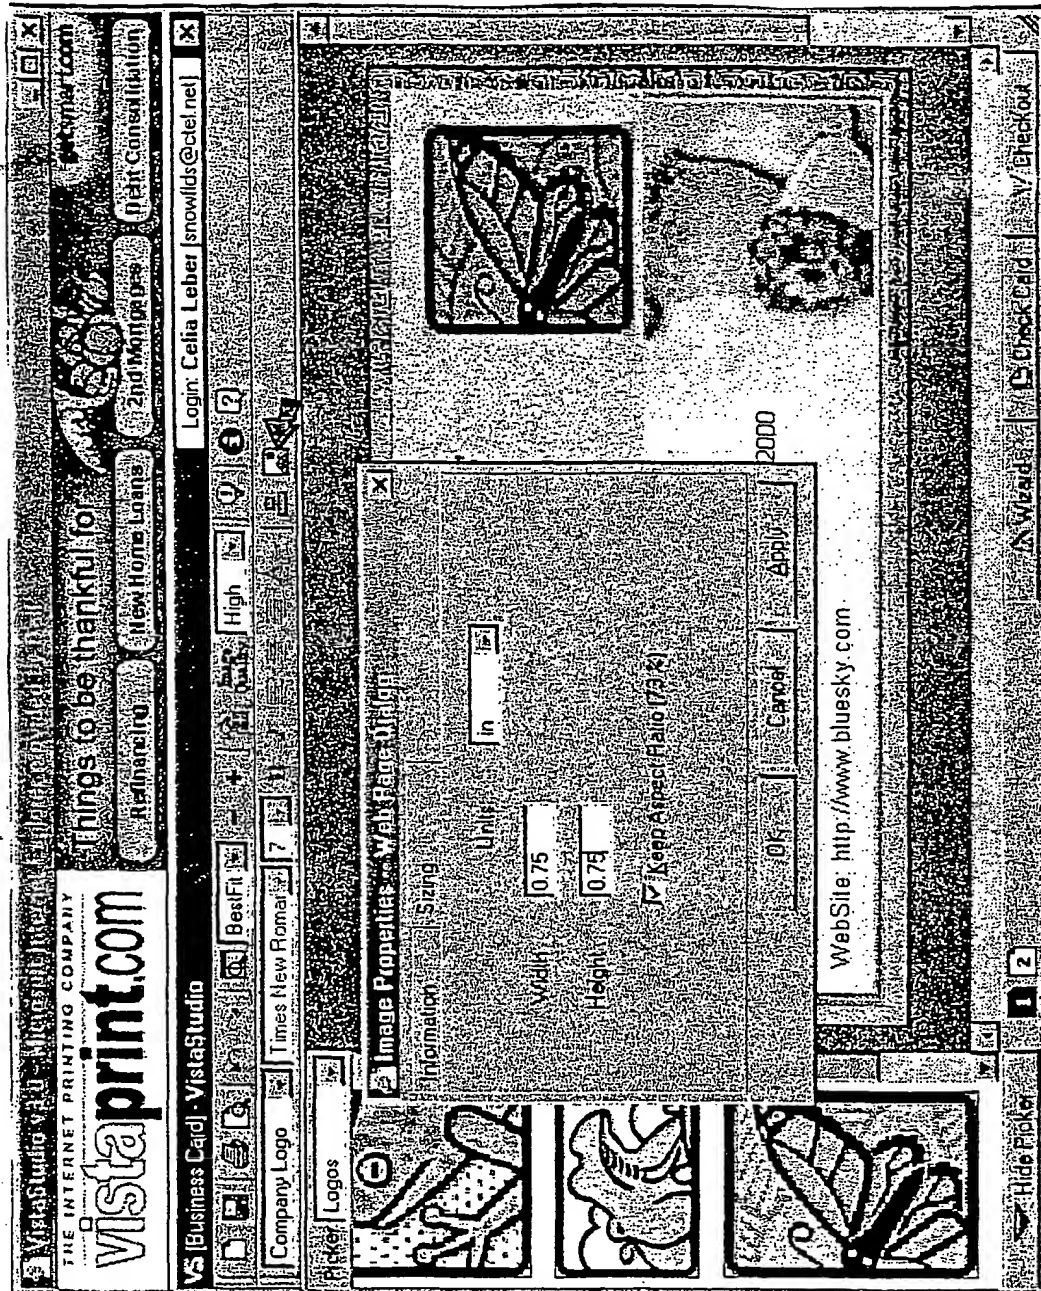 THE INTERNET PRINTING COMPANY
vistaprint.com
Things to be thankful for
getsmart.com
New Home Loans
2nd Mortgages
Debt Consolidation
VS [Business Card] - VistaStudio
Login: Celia Leber [snowllds@ctel.net]
BestFit
High
Company Logo
Times New Roman
7
Picker
Logos
Image Properties -
Information
Sizing
Units
in
Width
0.75
Height
0.75
Keep Aspect Ratio (73 K)
OK
Cancel
Apply
2000
WebSite: http://www.bluesky.com
Hide Picker
1
2
Wizard
Check Card
Checkout